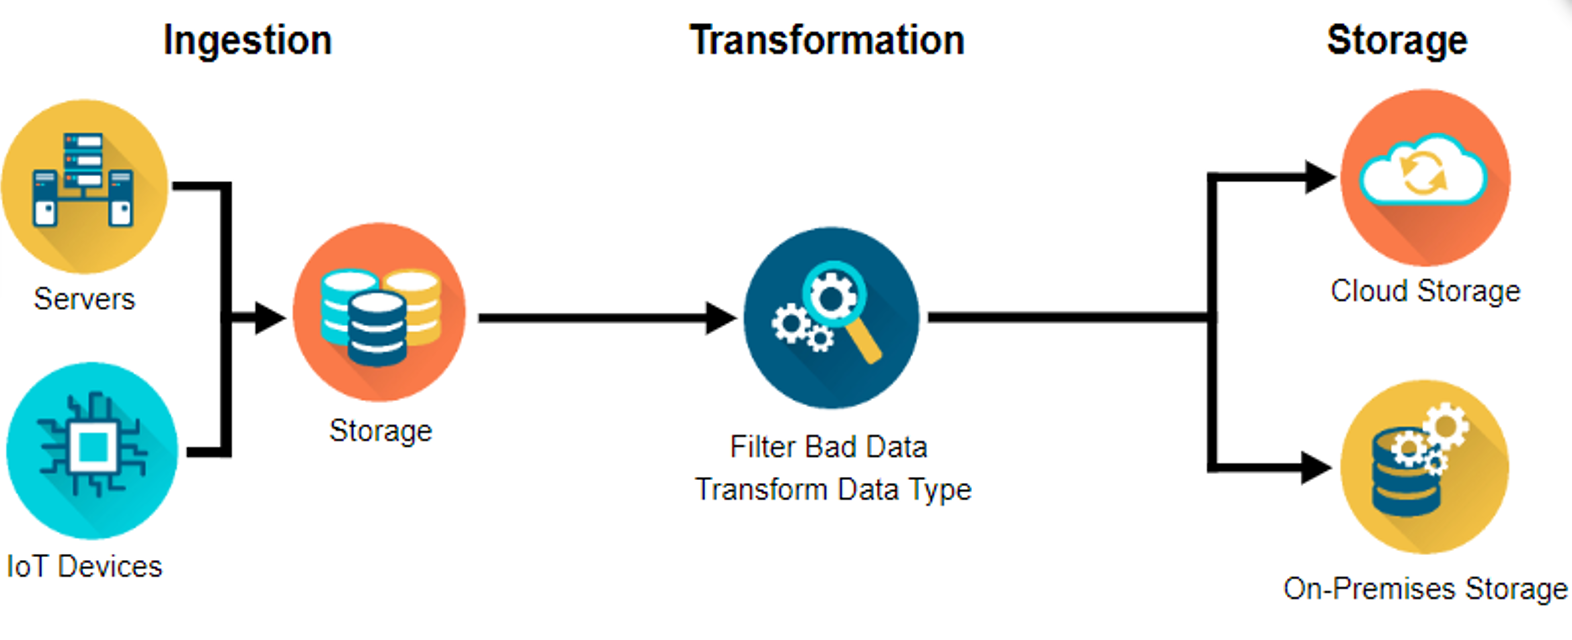 Ingestion
Transformation
Storage
Servers
IoT Devices
Storage
Filter Bad Data
Transform Data Type
Cloud Storage
On-Premises Storage